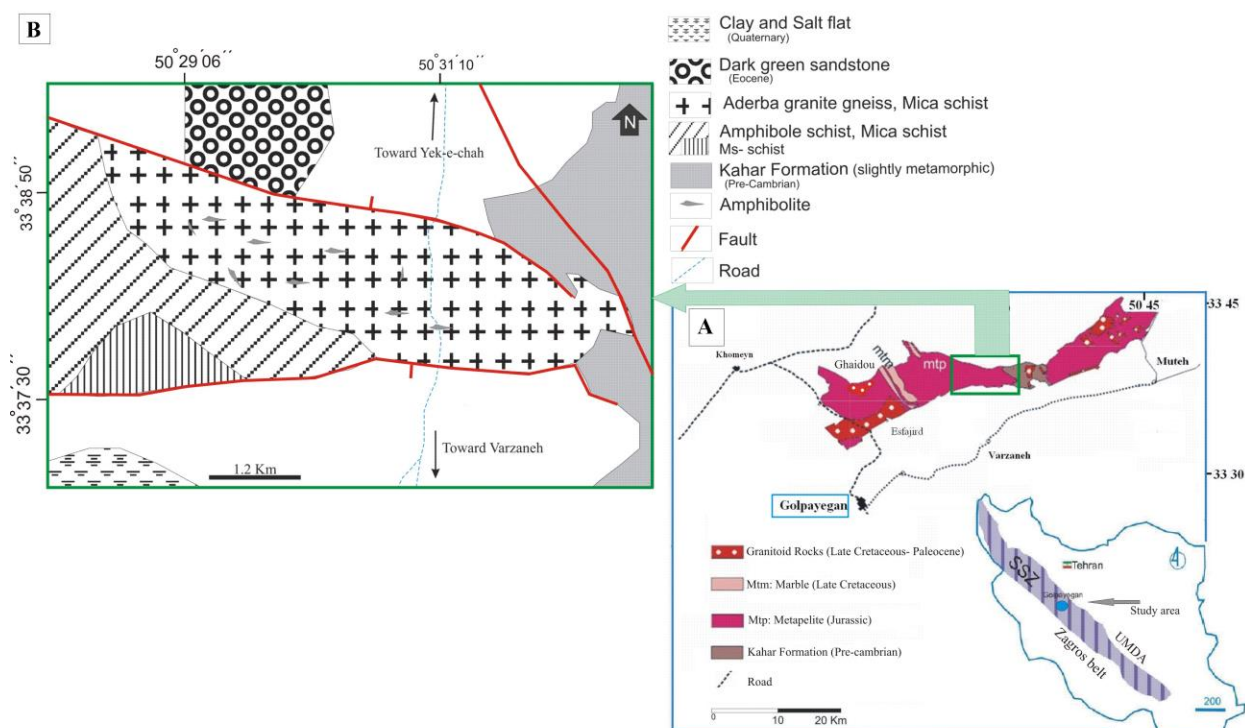 B
50°29´06´´
50°31´10´´
33°38´50´´
33°37´30´´
N
Toward Yek-e-chah
Toward Varzaneh
1.2 Km
Clay and Salt flat
(Quaternary)
Dark green sandstone
(Eocene)
Aderba granite gneiss, Mica schist
Amphibole schist, Mica schist
Ms- schist
Kahar Formation (slightly metamorphic)
(Pre-Cambrian)
Amphibolite
Fault
Road
A
50 45
33 45
33 30
Khomeyn
Ghaidou
mtm
mtp
Muteh
Esfajird
Varzaneh
Golpayegan
Granitoid Rocks (Late Cretaceous- Paleocene)
Mtm: Marble (Late Cretaceous)
Mtp: Metapelite (Jurassic)
Kahar Formation (Pre-cambrian)
Road
0 10 20 Km
SSZ
Tehran
Golpayegan
Study area
UMDA
Zagros belt
200